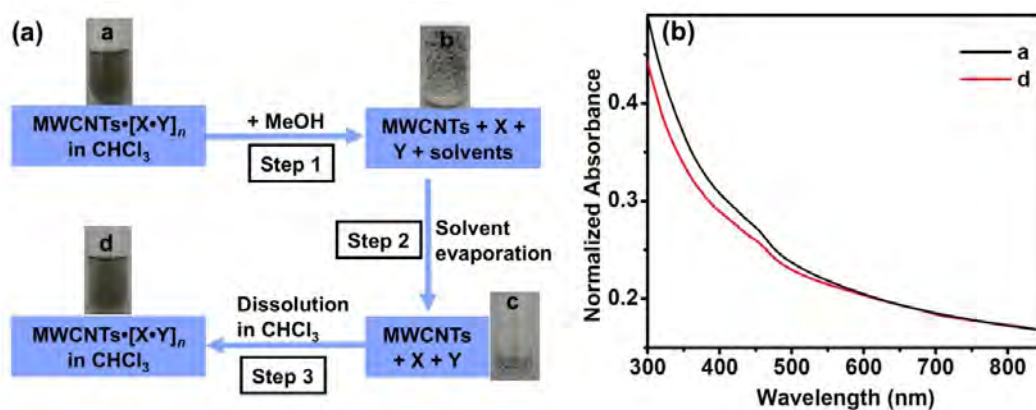 (a)
a
MWCNTs•[X•Y]ₙ
in CHCl₃
+ MeOH
Step 1
b
MWCNTs + X +
Y + solvents
Step 2
Solvent
evaporation
c
MWCNTs
+ X + Y
Dissolution
in CHCl₃
Step 3
d
MWCNTs•[X•Y]ₙ
in CHCl₃
(b)
a
d
Normalized Absorbance
0.4
0.3
0.2
300 400 500 600 700 800
Wavelength (nm)